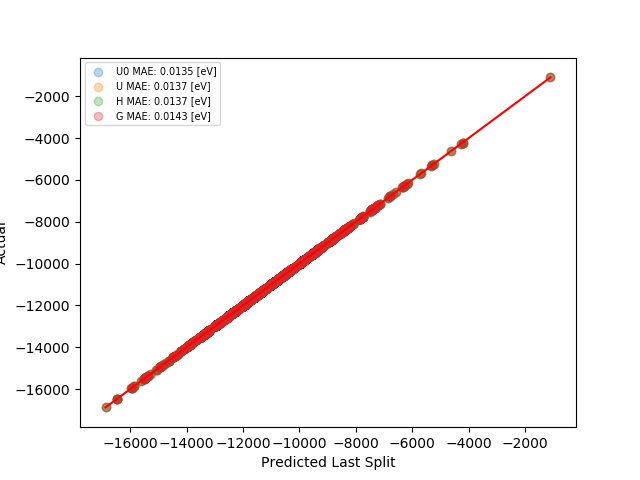 U0 MAE: 0.0135 [eV]
U MAE: 0.0137 [eV]
H MAE: 0.0137 [eV]
G MAE: 0.0143 [eV]
−2000
−4000
−6000
−8000
−10000
−12000
−14000
−16000
Actual
−16000 −14000 −12000 −10000 −8000 −6000 −4000 −2000
Predicted Last Split